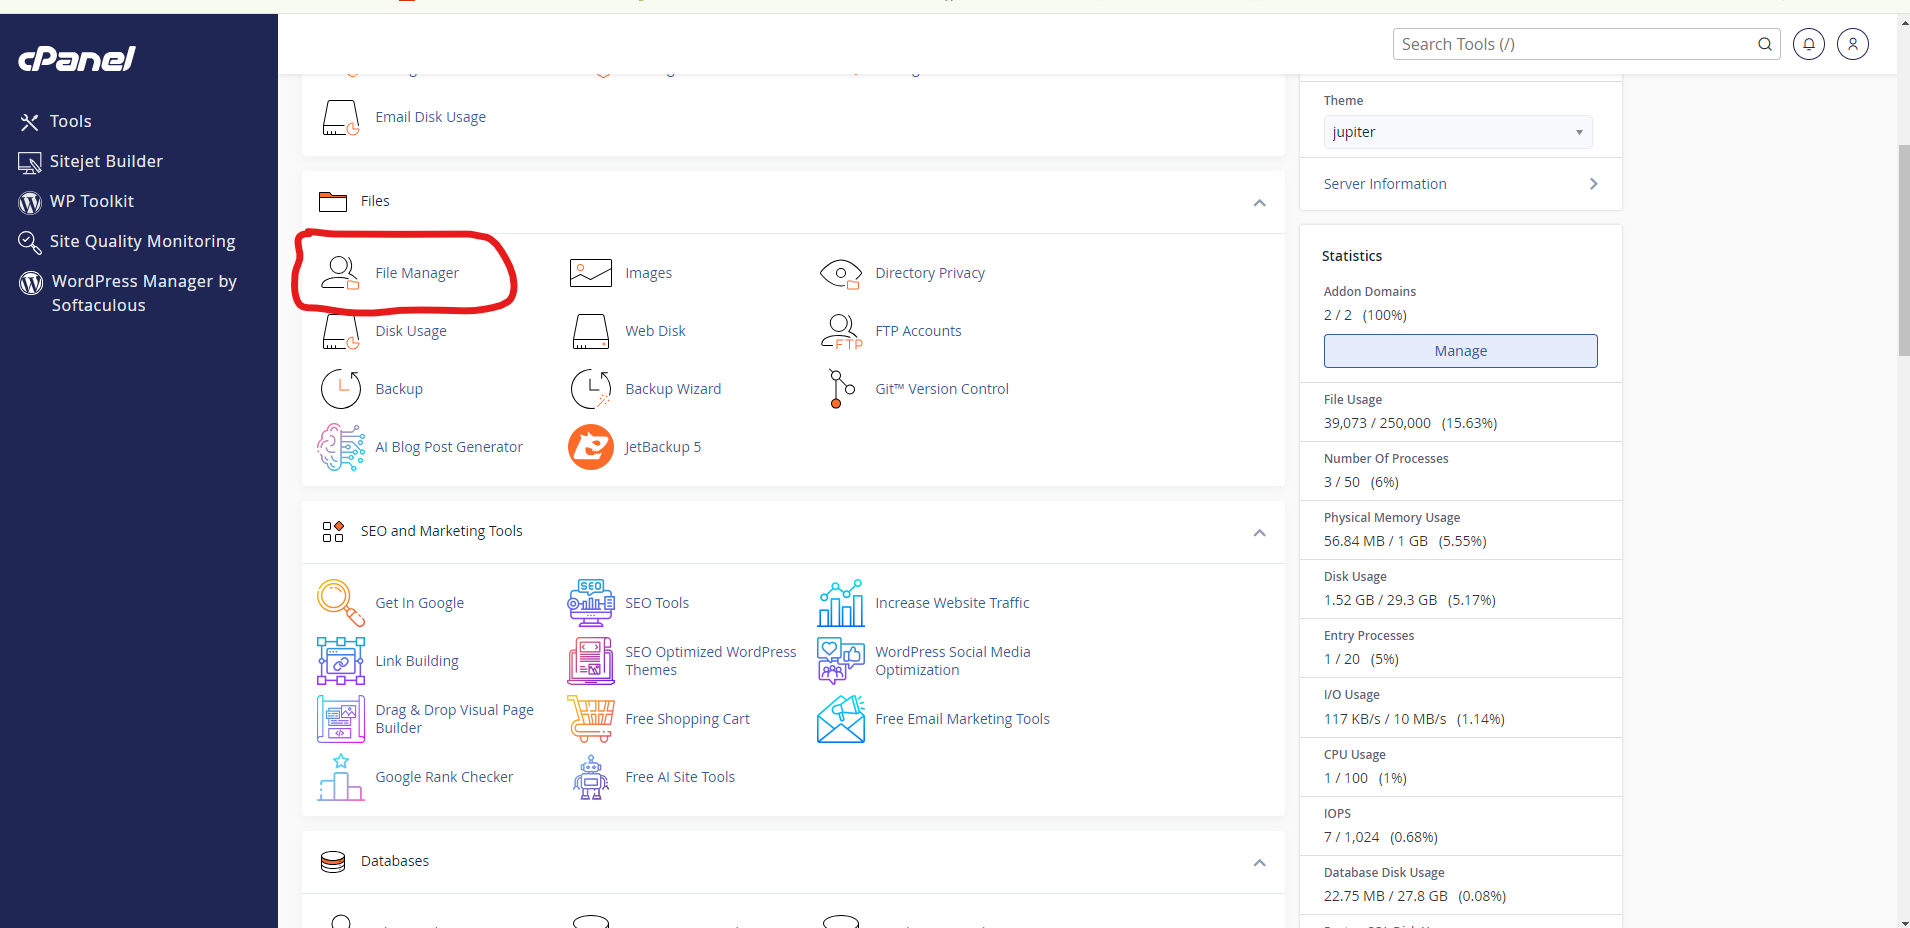 cPanel
Search Tools (/)
Tools
Sitejet Builder
WP Toolkit
Site Quality Monitoring
WordPress Manager by
Softaculous
Email Disk Usage
Files
File Manager
Images
Directory Privacy
Disk Usage
Web Disk
FTP
FTP Accounts
Backup
Backup Wizard
Git™ Version Control
AI Blog Post Generator
JetBackup 5
SEO and Marketing Tools
Get In Google
SEO
SEO Tools
Increase Website Traffic
Link Building
SEO Optimized WordPress
Themes
WordPress Social Media
Optimization
Drag & Drop Visual Page
Builder
Free Shopping Cart
Free Email Marketing Tools
Google Rank Checker
Free AI Site Tools
Databases
Theme
jupiter
Server Information
Statistics
Addon Domains
2 / 2 (100%)
Manage
File Usage
39,073 / 250,000 (15.63%)
Number Of Processes
3 / 50 (6%)
Physical Memory Usage
56.84 MB / 1 GB (5.55%)
Disk Usage
1.52 GB / 29.3 GB (5.17%)
Entry Processes
1 / 20 (5%)
I/O Usage
117 KB/s / 10 MB/s (1.14%)
CPU Usage
1 / 100 (1%)
IOPS
7 / 1,024 (0.68%)
Database Disk Usage
22.75 MB / 27.8 GB (0.08%)